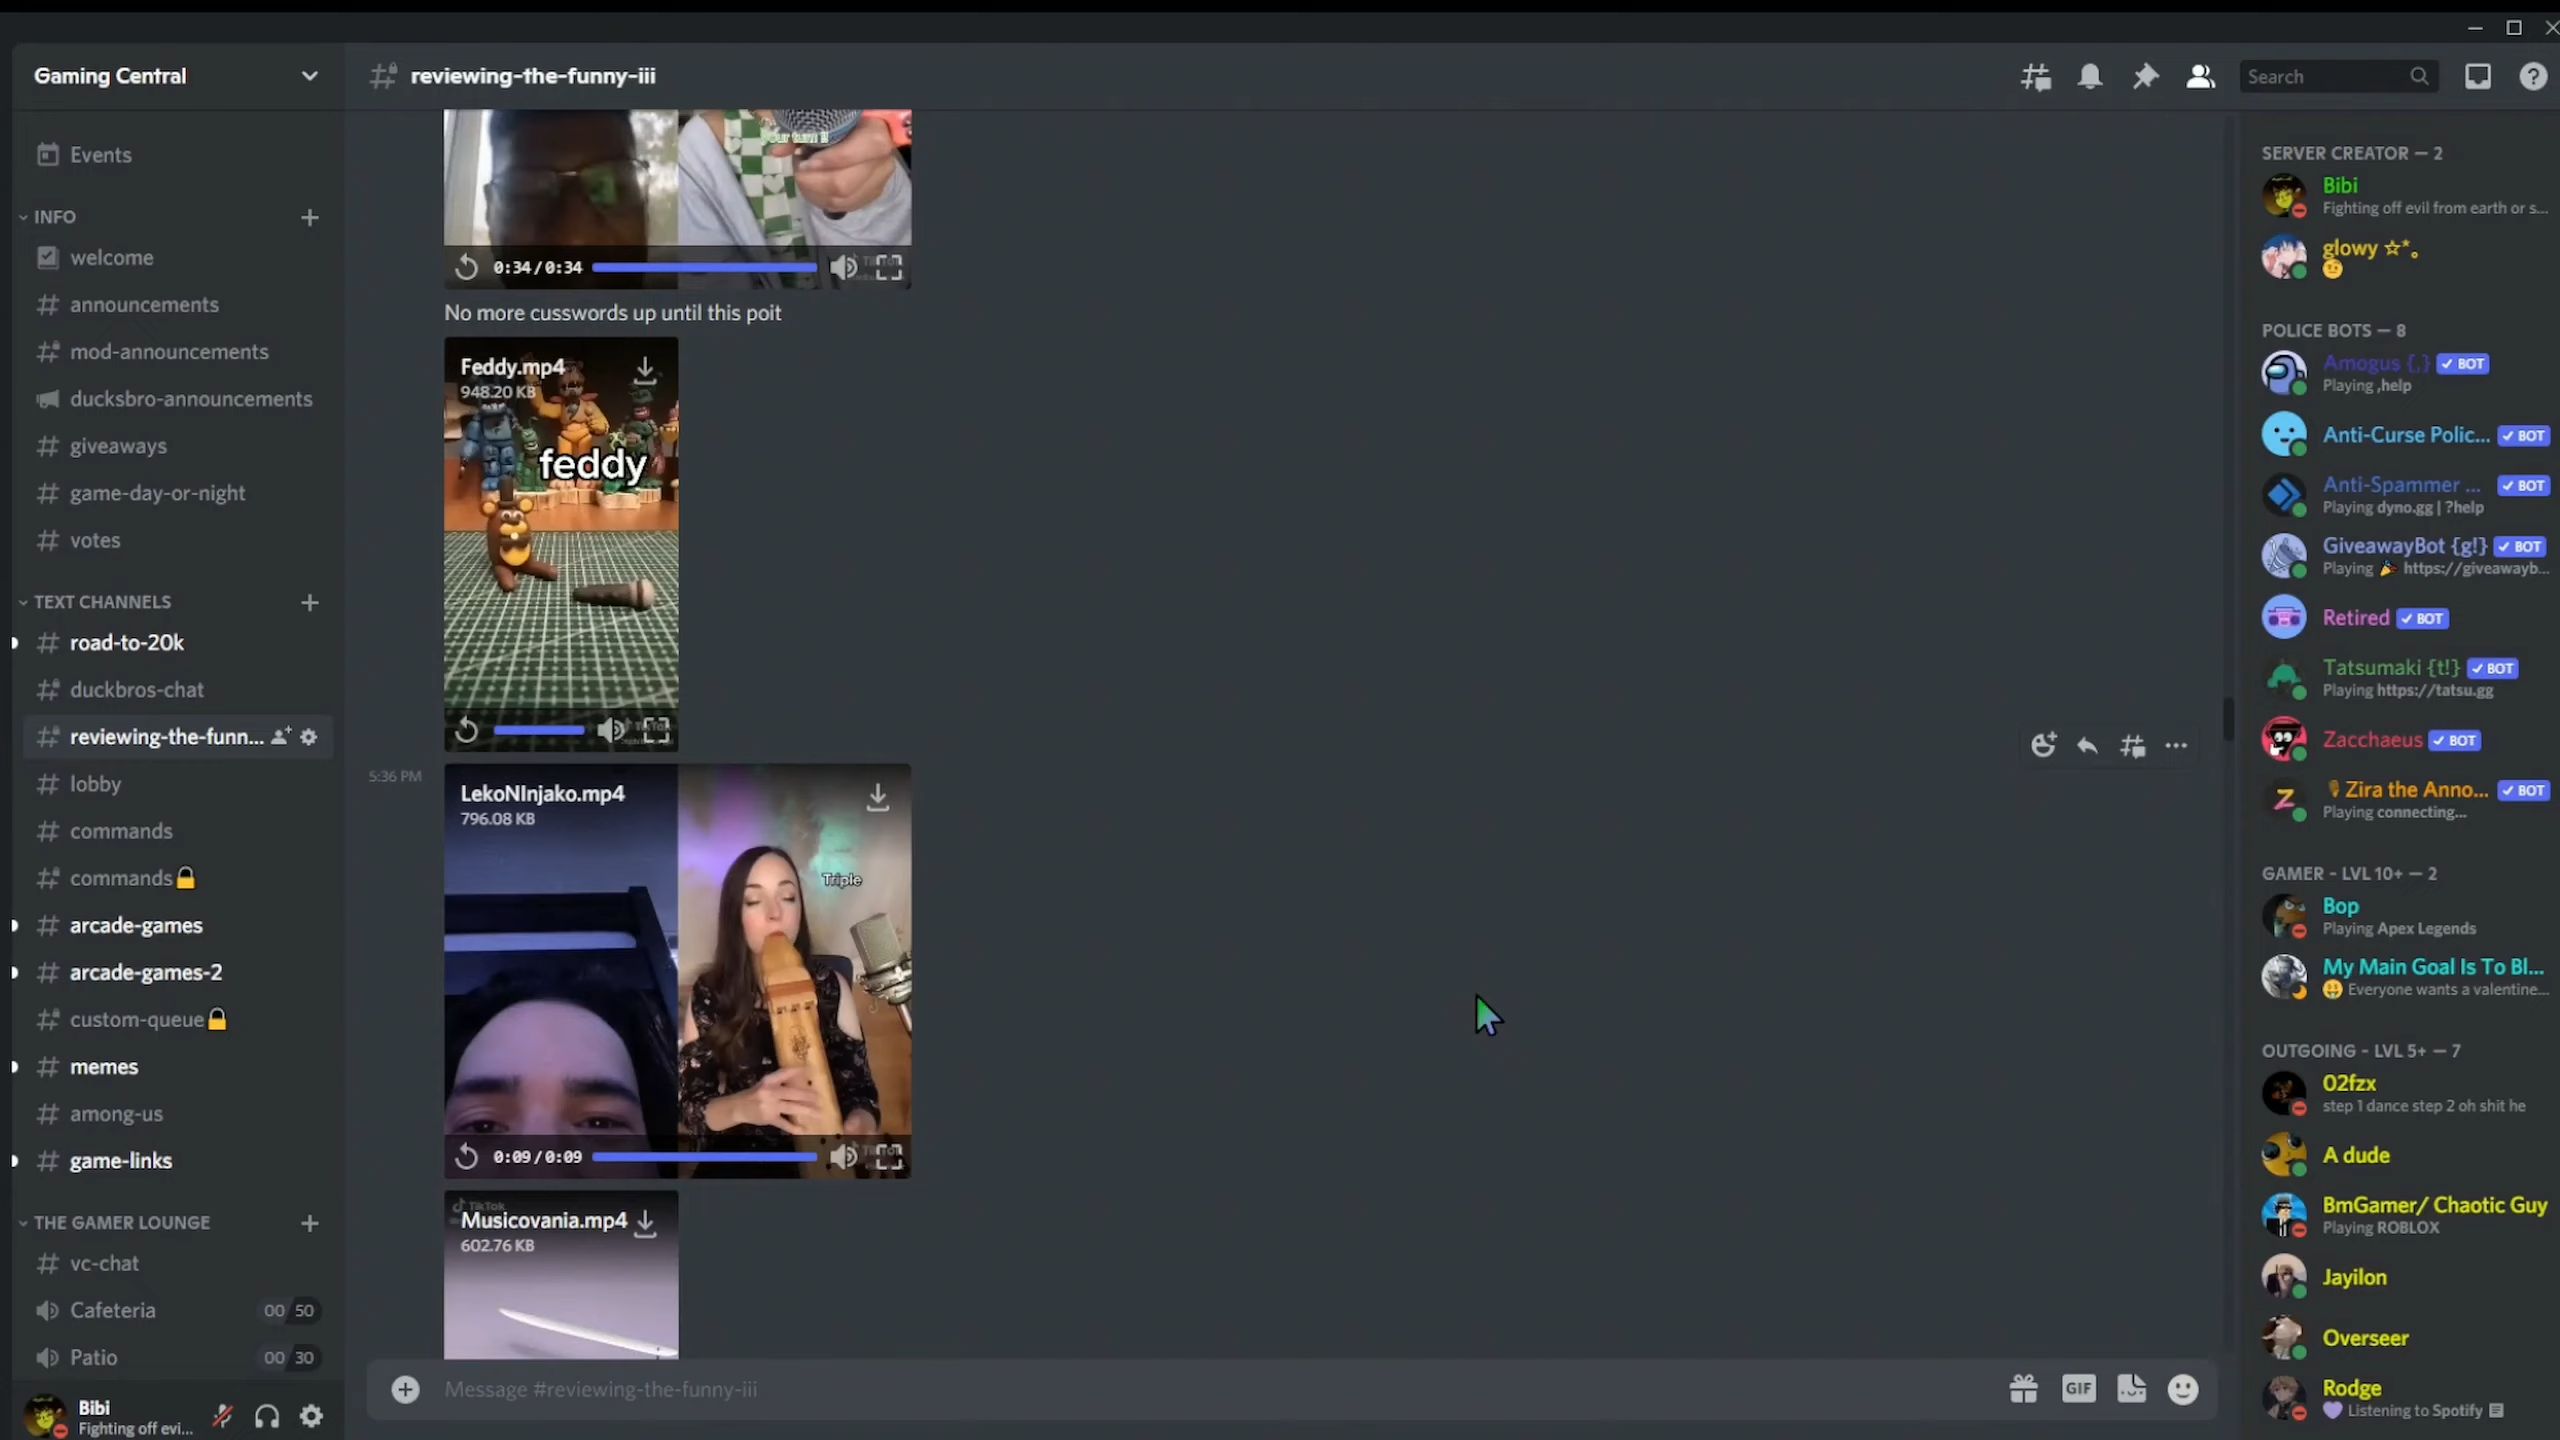 Gaming Central
reviewing-the-funny-iii
Search
Events
INFO
welcome
announcements
mod-announcements
ducksbro-announcements
giveaways
game-day-or-night
votes
TEXT CHANNELS
road-to-20k
duckbros-chat
reviewing-the-funn...
lobby
commands
commands🔒
arcade-games
arcade-games-2
custom-queue🔒
memes
among-us
game-links
THE GAMER LOUNGE
vc-chat
Cafeteria 00 50
Patio 00 30
Bibi
Fighting off evi...
0:34 / 0:34
No more cusswords up until this poit
Feddy.mp4
948.20 KB
feddy
5:36 PM
LekoNInjako.mp4
796.08 KB
Triple
0:09 / 0:09
TikTok
Musicovania.mp4
602.76 KB
Message #reviewing-the-funny-iii
GIF
SERVER CREATOR — 2
Bibi
Fighting off evil from earth or s...
glowy ☆*。
POLICE BOTS — 8
Amogus {,} ✓ BOT
Playing ,help
Anti-Curse Polic... ✓ BOT
Anti-Spammer ... ✓ BOT
Playing dyno.gg | ?help
GiveawayBot {g!} ✓ BOT
Playing 🎉 https://giveawayb...
Retired ✓ BOT
Tatsumaki {t!} ✓ BOT
Playing https://tatsu.gg
Zacchaeus ✓ BOT
🎙Zira the Anno... ✓ BOT
Playing connecting...
GAMER - LVL 10+ — 2
Bop
Playing Apex Legends
My Main Goal Is To Bl...
Everyone wants a valentine...
OUTGOING - LVL 5+ — 7
02fzx
step 1 dance step 2 oh shit he
A dude
BmGamer/ Chaotic Guy
Playing ROBLOX
Jayilon
Overseer
Rodge
Listening to Spotify